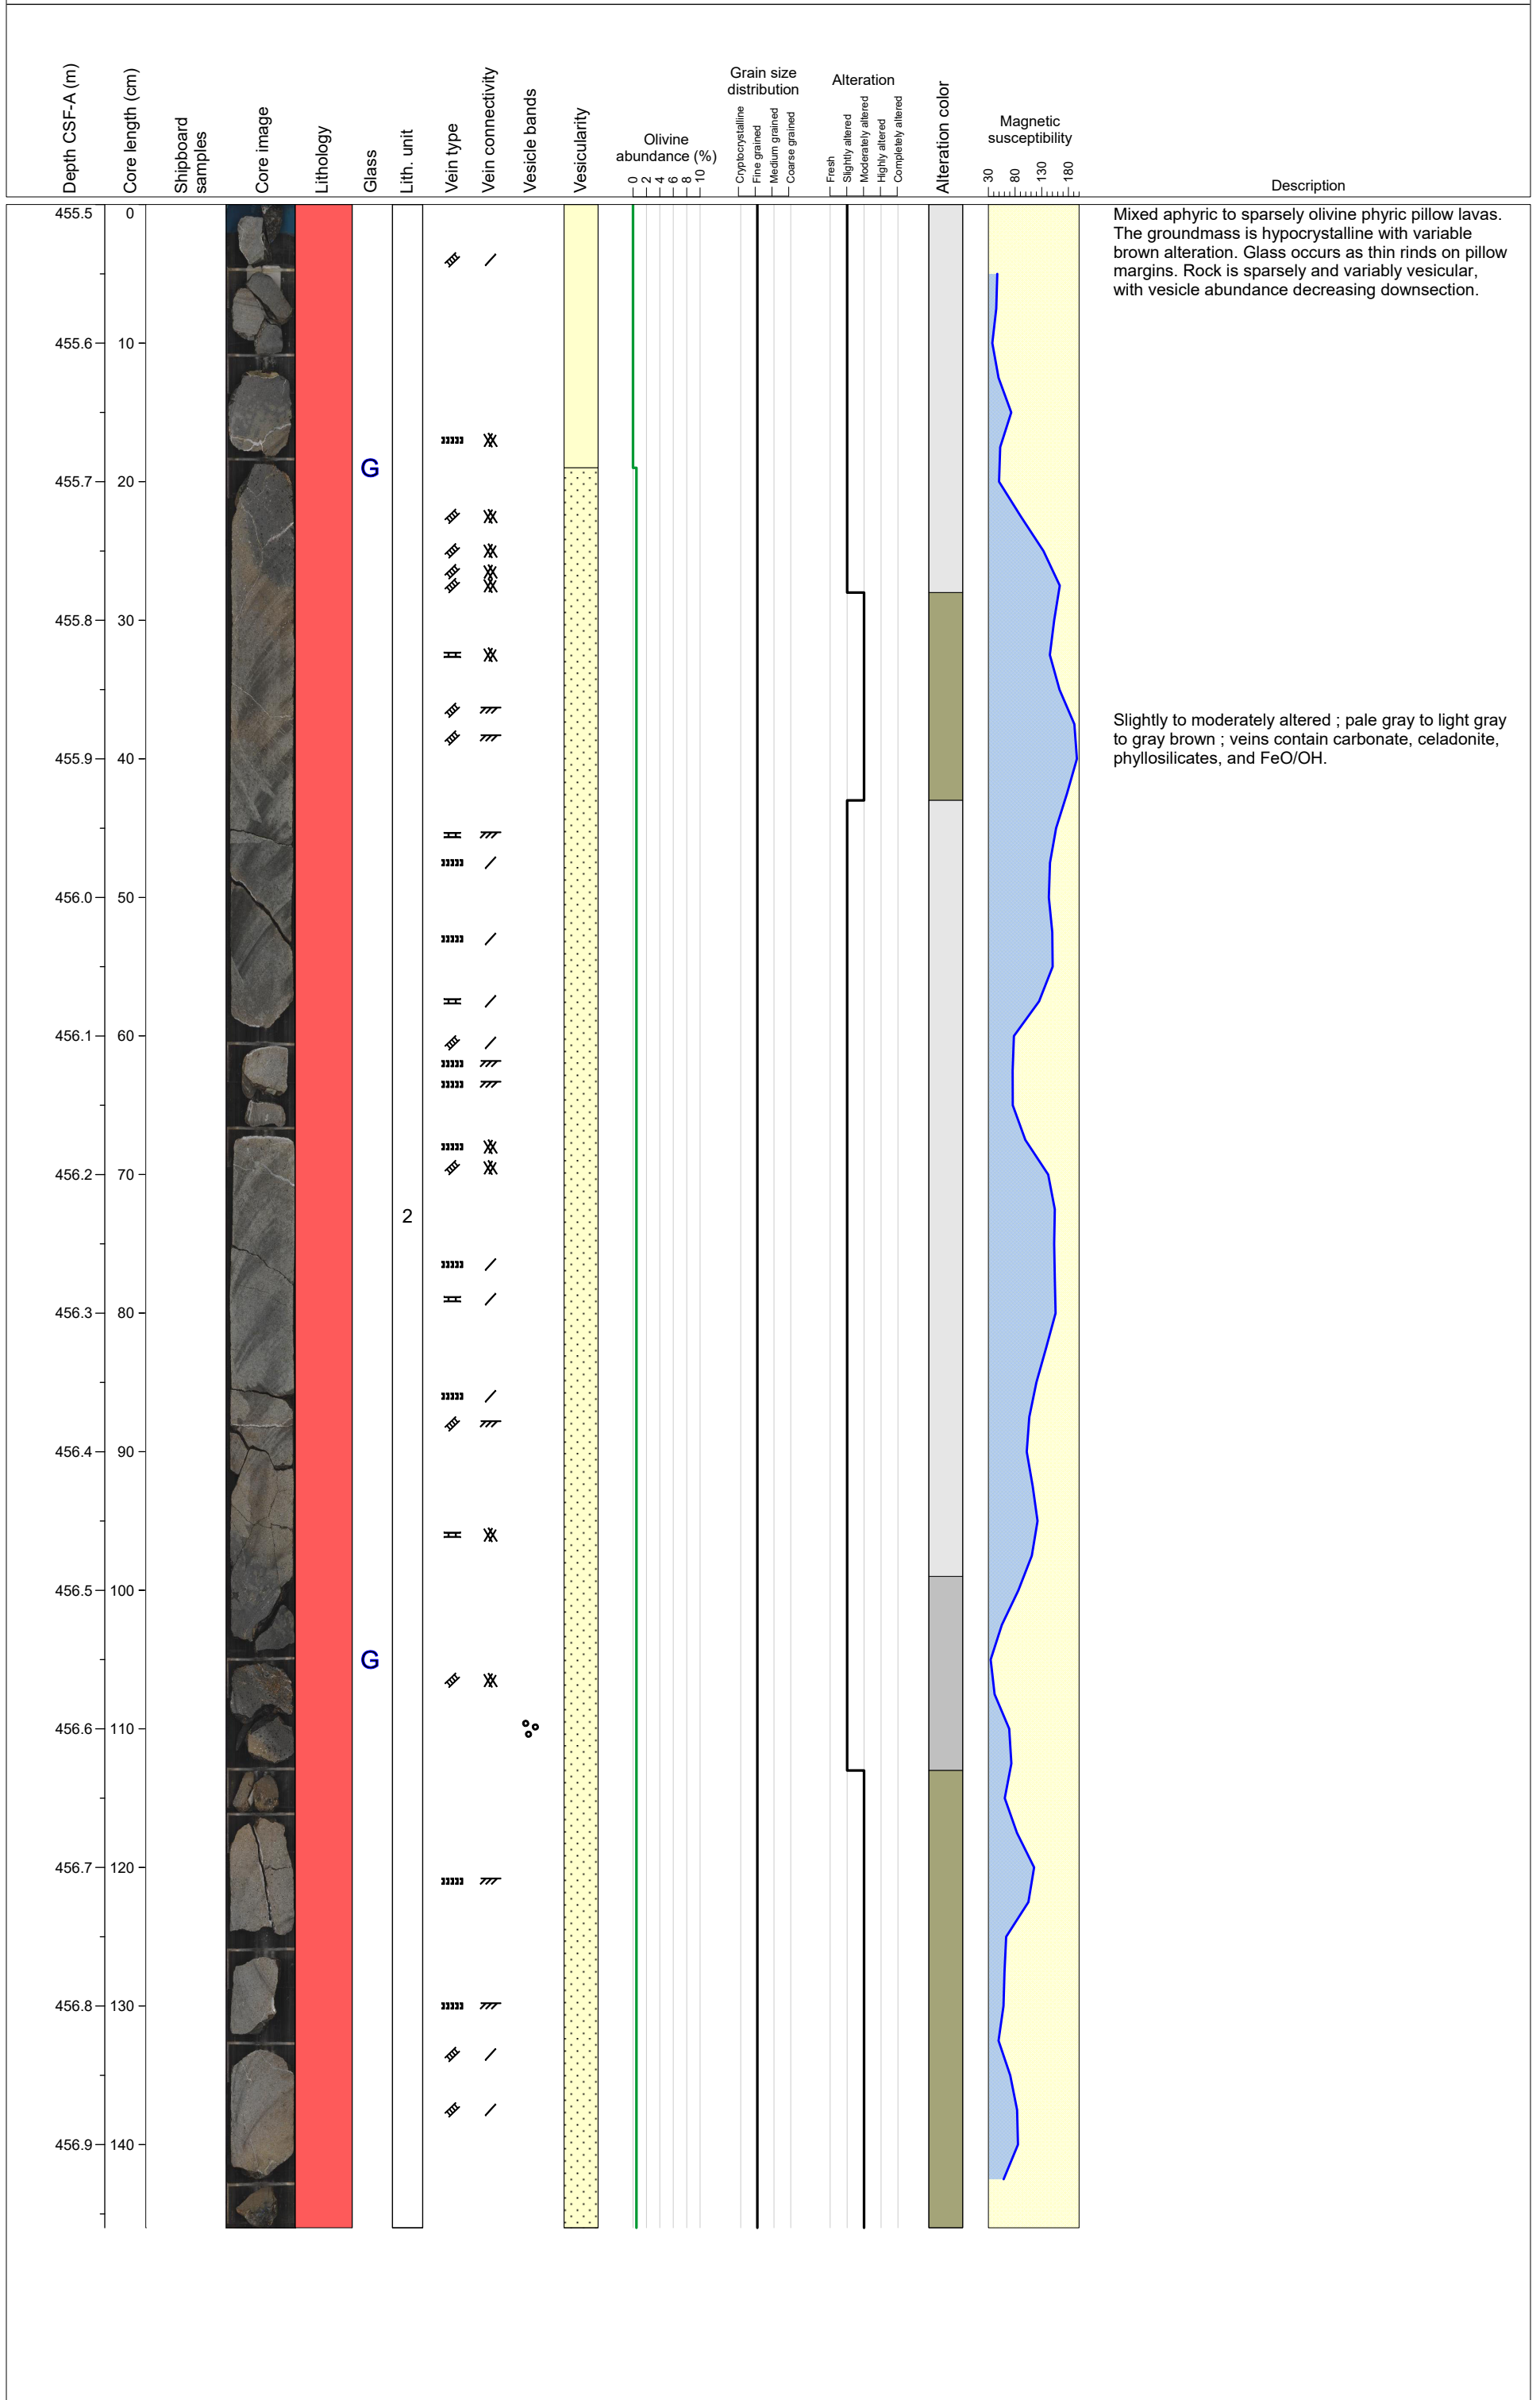 Depth CSF-A (m)
Core length (cm)
Shipboard
samples
Core image
Lithology
Glass
Lith. unit
Vein type
Vein connectivity
Vesicle bands
Vesicularity
Olivine
abundance (%)
0 2 4 6 8 10
Grain size
distribution
Cryptocrystalline
Fine grained
Medium grained
Coarse grained
Alteration
Fresh
Slightly altered
Moderately altered
Highly altered
Completely altered
Alteration color
Magnetic
susceptibility
30 80 130 180
Description
455.5 0
Mixed aphyric to sparsely olivine phyric pillow lavas.
The groundmass is hypocrystalline with variable
brown alteration. Glass occurs as thin rinds on pillow
margins. Rock is sparsely and variably vesicular,
with vesicle abundance decreasing downsection.
455.6 10
G
455.7 20
455.8 30
Slightly to moderately altered ; pale gray to light gray
to gray brown ; veins contain carbonate, celadonite,
phyllosilicates, and FeO/OH.
455.9 40
456.0 50
456.1 60
456.2 70
2
456.3 80
456.4 90
456.5 100
G
456.6 110
456.7 120
456.8 130
456.9 140